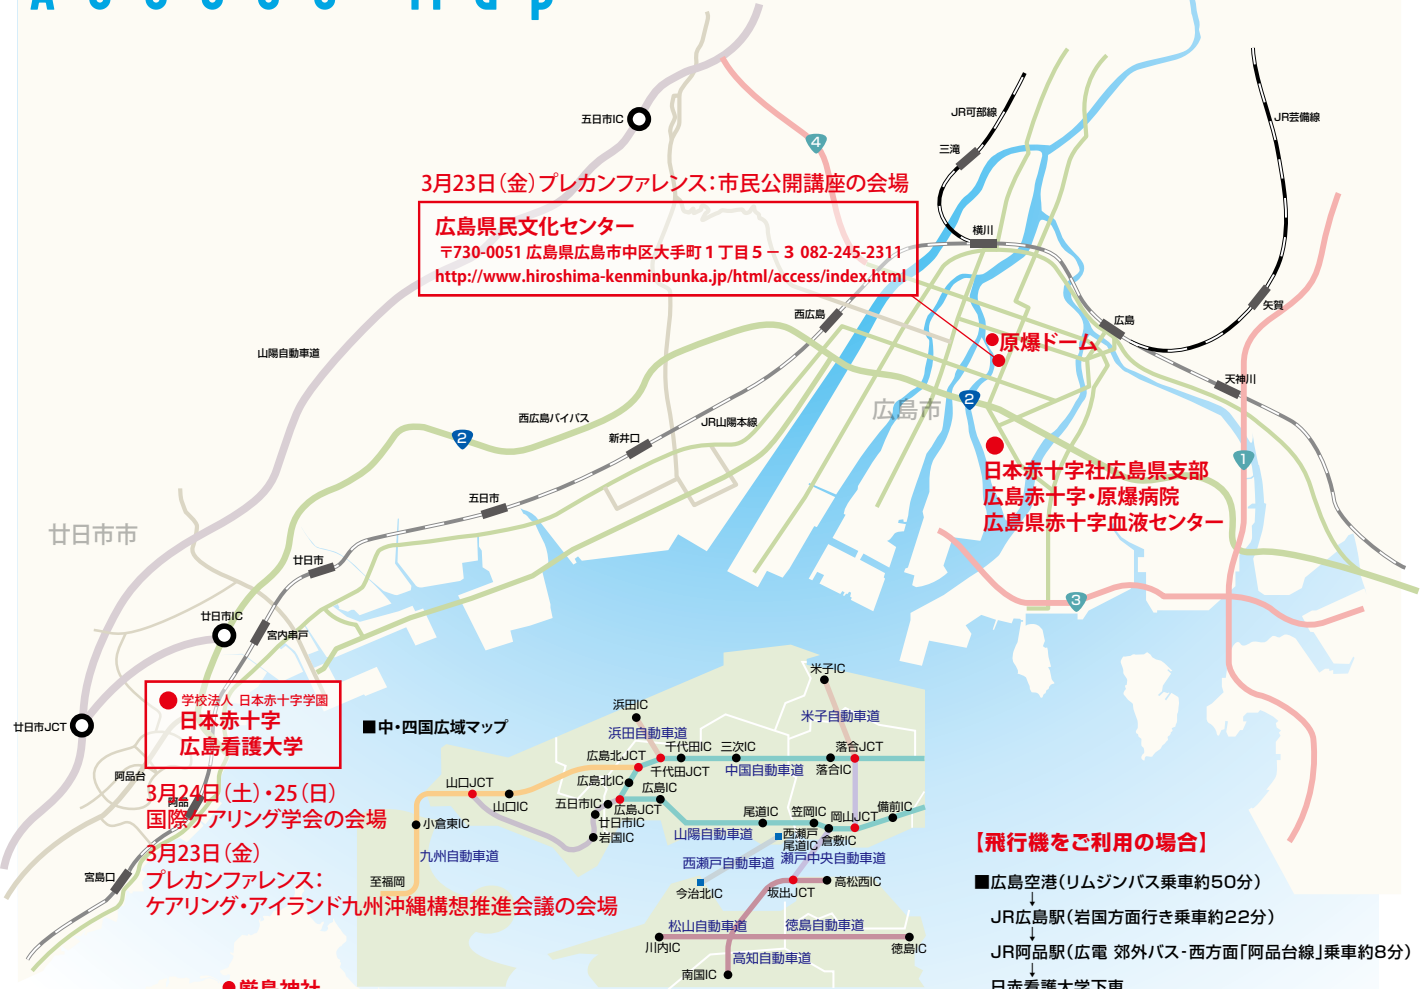 Access Map
五日市IC
JR可部線
JR芸備線
三滝
4
3月23日(金)プレカンファレンス:市民公開講座の会場
広島県民文化センター
〒730-0051 広島県広島市中区大手町1丁目5-3 082-245-2311
http://www.hiroshima-kenminbunka.jp/html/access/index.html
横川
矢賀
西広島
広島
原爆ドーム
山陽自動車道
天神川
2
広島市
西広島バイパス
JR山陽本線
2
新井口
1
日本赤十字社広島県支部
広島赤十字・原爆病院
広島県赤十字血液センター
五日市
廿日市市
廿日市
3
廿日市IC
宮内串戸
学校法人 日本赤十字学園
日本赤十字
広島看護大学
廿日市JCT
阿品台
阿品
3月24日(土)・25(日)
国際ケアリング学会の会場
3月23日(金)
プレカンファレンス:
ケアリング・アイランド九州沖縄構想推進会議の会場
宮島口
厳島神社
■中・四国広域マップ
米子IC
浜田IC
米子自動車道
浜田自動車道
千代田IC
三次IC
落合JCT
広島北JCT
千代田JCT
中国自動車道
落合IC
広島北IC
広島IC
山口JCT
山口IC
五日市IC
広島JCT
尾道IC
笠岡IC
岡山JCT
備前IC
小倉東IC
廿日市IC
岩国IC
山陽自動車道
西瀬戸
尾道IC
倉敷IC
九州自動車道
西瀬戸自動車道
瀬戸中央自動車道
至福岡
今治北IC
坂出JCT
高松西IC
松山自動車道
徳島自動車道
川内IC
徳島IC
高知自動車道
南国IC
【飛行機をご利用の場合】
■広島空港(リムジンバス乗車約50分)
↓
JR広島駅(岩国方面行き乗車約22分)
↓
JR阿品駅(広電 郊外バス-西方面「阿品台線」乗車約8分)
↓
日赤看護大学下車